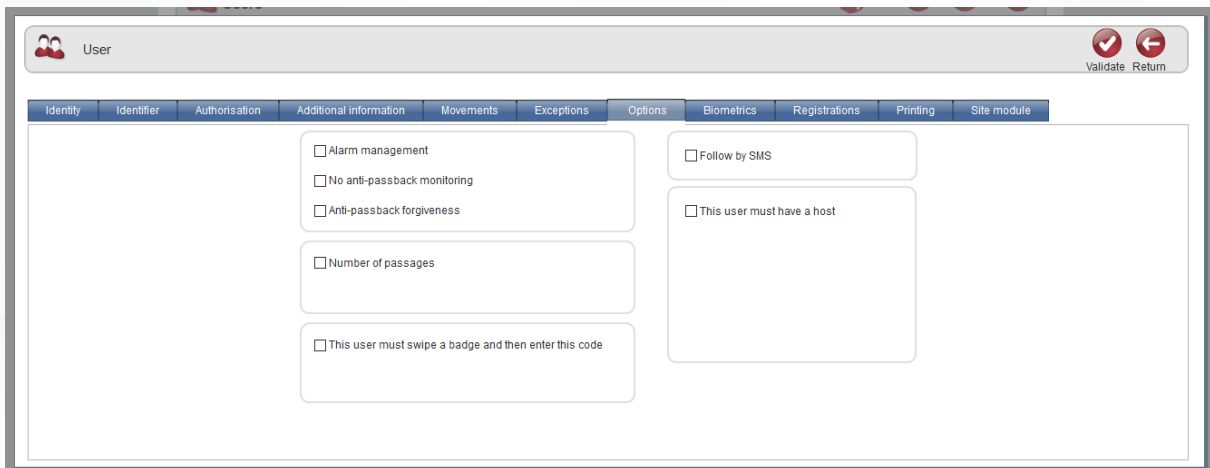 User
Validate Return
Identity Identifier Authorisation Additional information Movements Exceptions Options Biometrics Registrations Printing Site module
Alarm management
No anti-passback monitoring
Anti-passback forgiveness
Number of passages
This user must swipe a badge and then enter this code
Follow by SMS
This user must have a host